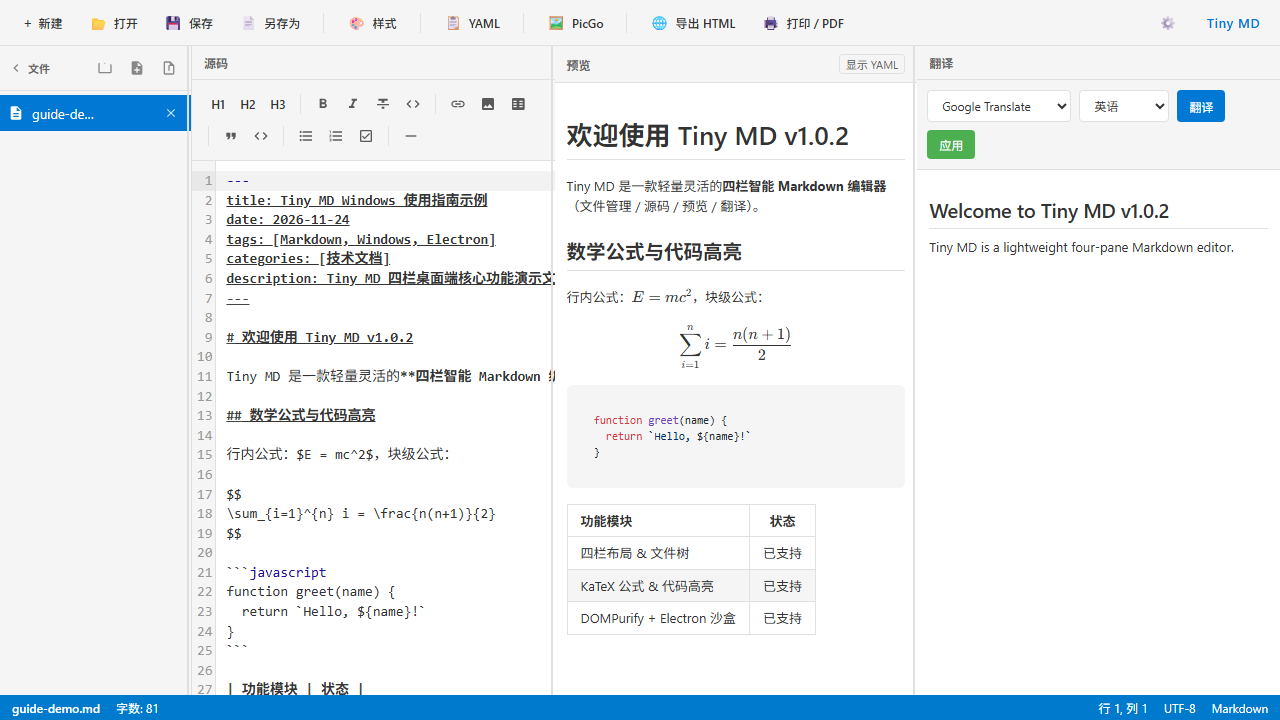 + 新建 打开 保存 另存为 样式 YAML PicGo 导出 HTML 打印 / PDF Tiny MD
文件
guide-de...
源码
H1 H2 H3 B I S
1 ---
2 title: Tiny MD Windows 使用指南示例
3 date: 2026-11-24
4 tags: [Markdown, Windows, Electron]
5 categories: [技术文档]
6 description: Tiny MD 四栏桌面端核心功能演示文
7 ---
8
9 # 欢迎使用 Tiny MD v1.0.2
10
11 Tiny MD 是一款轻量灵活的**四栏智能 Markdown 编
12
13 ## 数学公式与代码高亮
14
15 行内公式：$E = mc^2$，块级公式：
16
17 $$
18 \sum_{i=1}^{n} i = \frac{n(n+1)}{2}
19 $$
20
21 ```javascript
22 function greet(name) {
23   return `Hello, ${name}!`
24 }
25 ```
26
27 | 功能模块 | 状态 |
预览 显示 YAML
欢迎使用 Tiny MD v1.0.2
Tiny MD 是一款轻量灵活的四栏智能 Markdown 编辑器
（文件管理 / 源码 / 预览 / 翻译）。
数学公式与代码高亮
行内公式：E = mc²，块级公式：
∑_{i=1}^{n} i = n(n + 1) / 2
function greet(name) {
  return `Hello, ${name}!`
}
功能模块 状态
四栏布局 & 文件树 已支持
KaTeX 公式 & 代码高亮 已支持
DOMPurify + Electron 沙盒 已支持
翻译
Google Translate 英语 翻译
应用
Welcome to Tiny MD v1.0.2
Tiny MD is a lightweight four-pane Markdown editor.
guide-demo.md 字数: 81 行 1, 列 1 UTF-8 Markdown